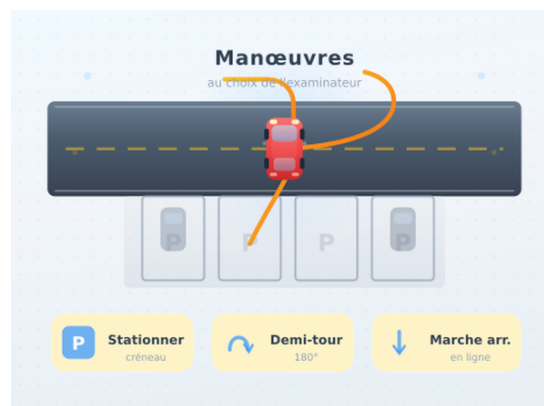 Manœuvres
au choix de l'examinateur
P P P P
P Stationner
créneau
Demi-tour
180°
Marche arr.
en ligne